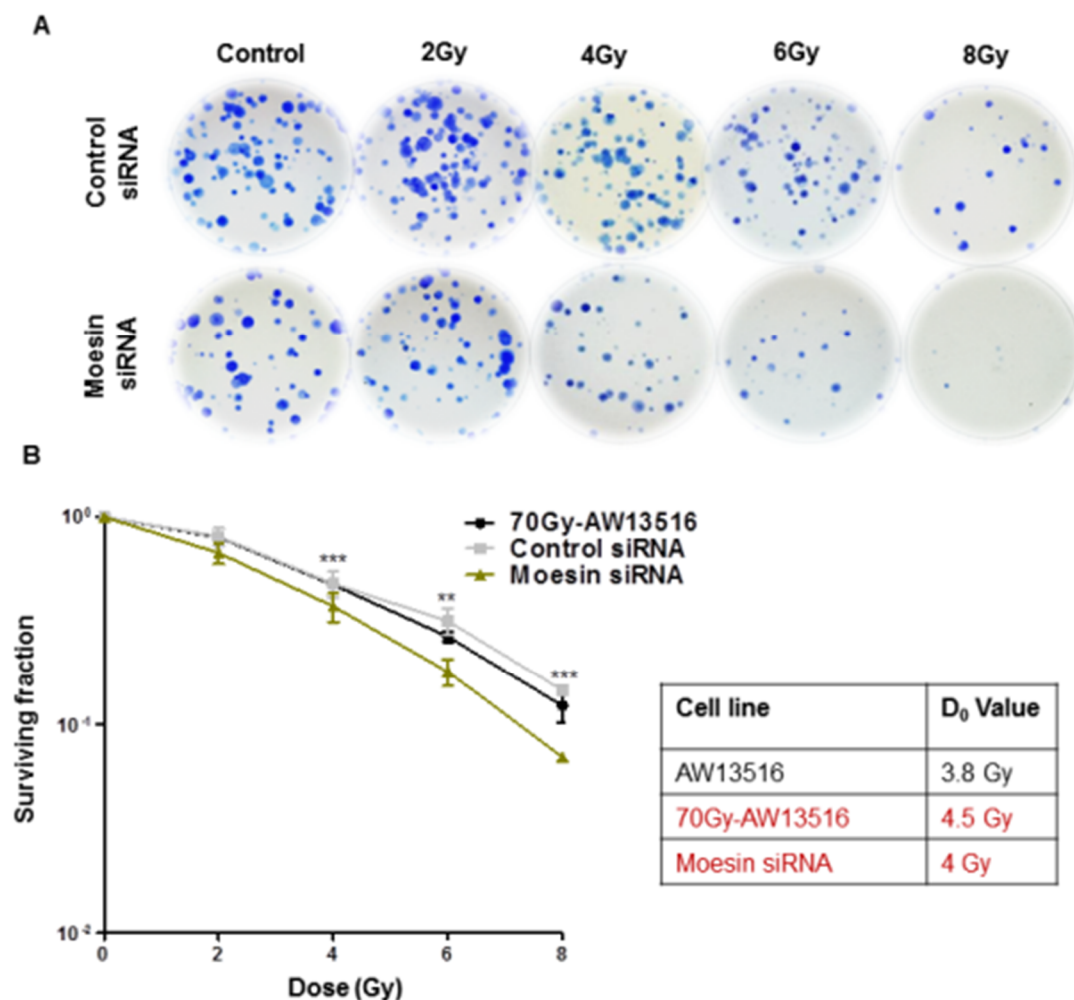 A
Control 2Gy 4Gy 6Gy 8Gy
Control
siRNA
Moesin
siRNA
B
10⁰
10⁻¹
10⁻²
Surviving fraction
0 2 4 6 8
Dose (Gy)
***
**
***
70Gy-AW13516
Control siRNA
Moesin siRNA
Cell line D₀ Value
AW13516 3.8 Gy
70Gy-AW13516 4.5 Gy
Moesin siRNA 4 Gy